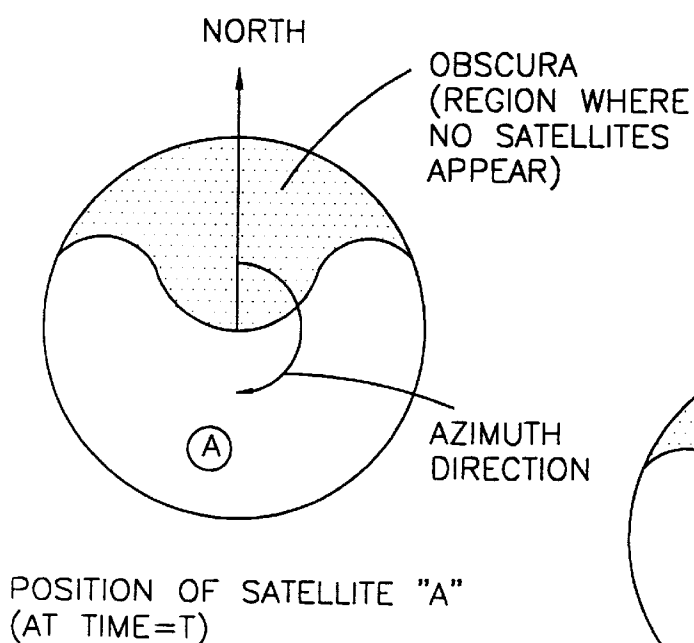 NORTH
OBSCURA
(REGION WHERE
NO SATELLITES
APPEAR)
A
AZIMUTH
DIRECTION
POSITION OF SATELLITE "A"
(AT TIME=T)